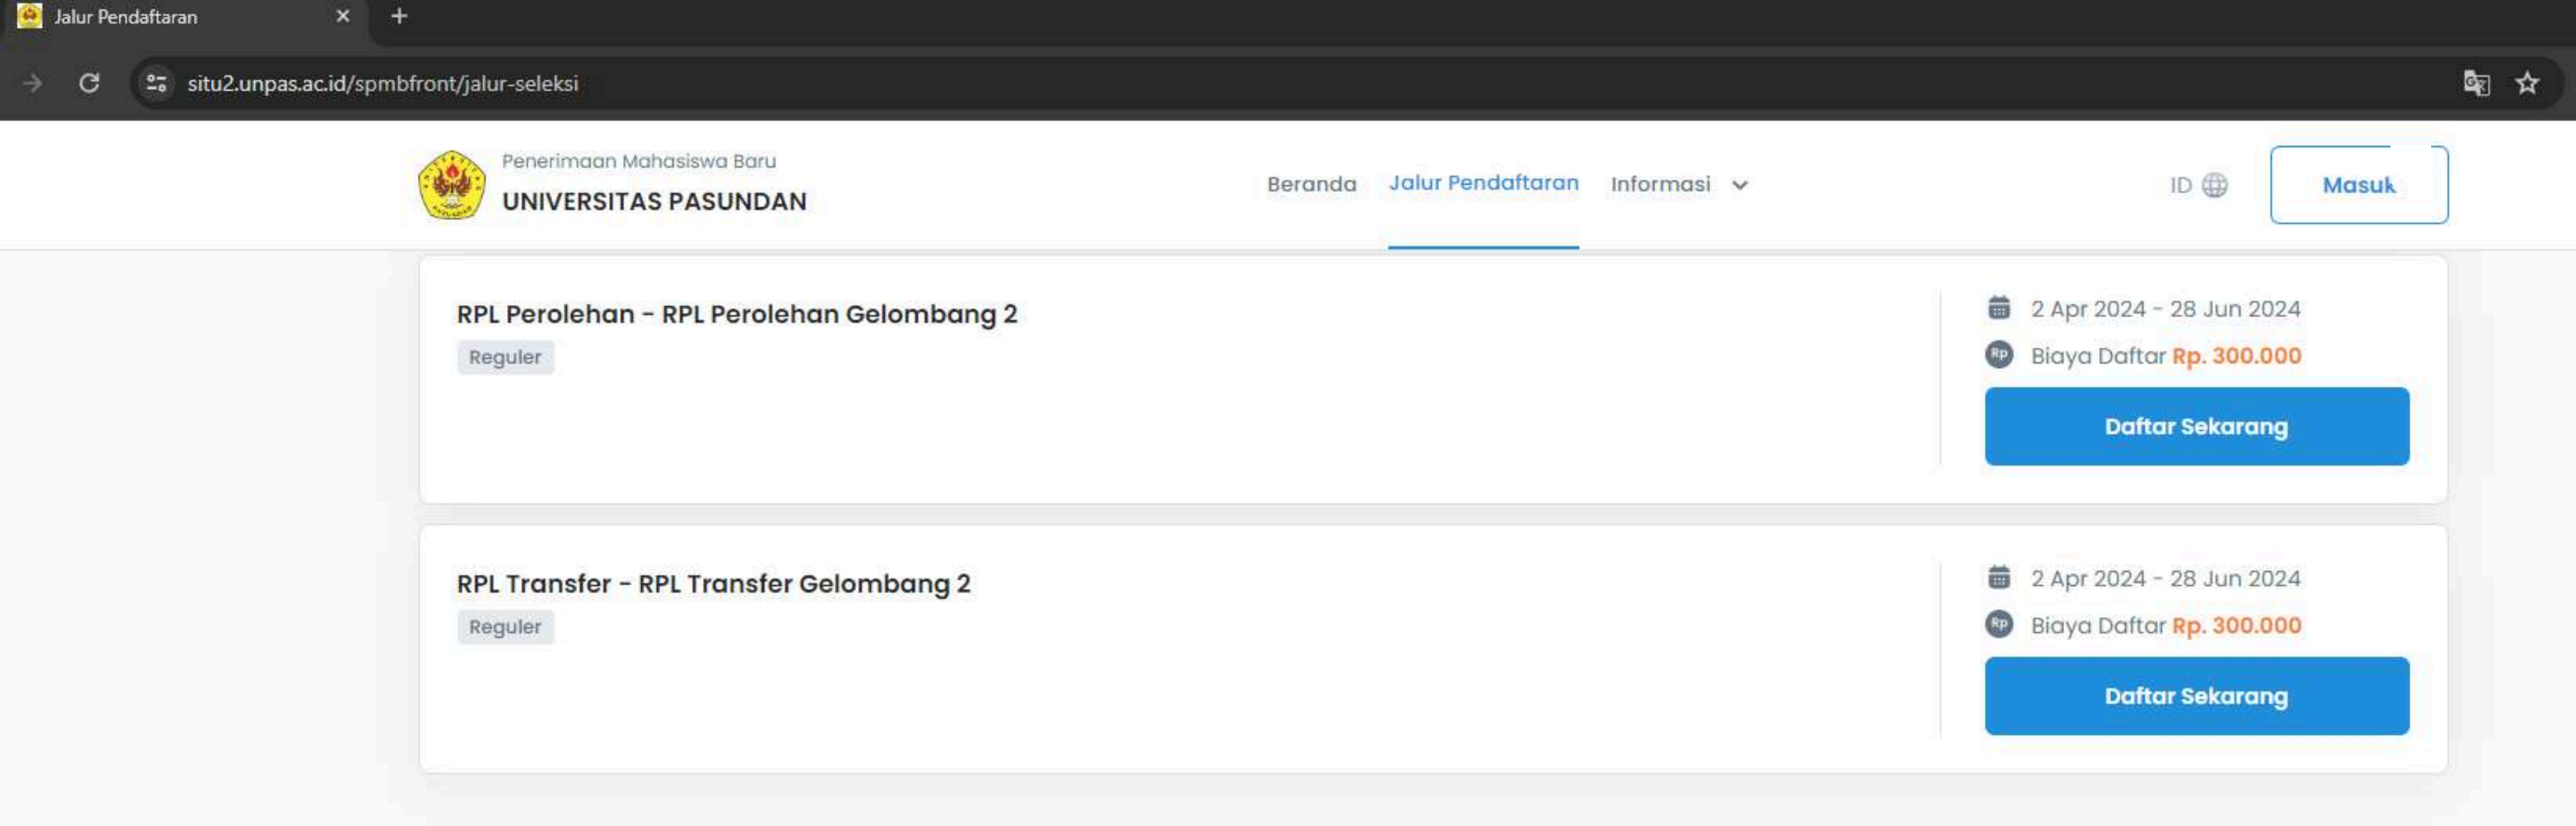 Jalur Pendaftaran
situ2.unpas.ac.id/spmbfront/jalur-seleksi
Penerimaan Mahasiswa Baru
UNIVERSITAS PASUNDAN
Beranda Jalur Pendaftaran Informasi
ID
Masuk
RPL Perolehan - RPL Perolehan Gelombang 2
Reguler
2 Apr 2024 - 28 Jun 2024
Rp Biaya Daftar Rp. 300.000
Daftar Sekarang
RPL Transfer - RPL Transfer Gelombang 2
Reguler
2 Apr 2024 - 28 Jun 2024
Rp Biaya Daftar Rp. 300.000
Daftar Sekarang